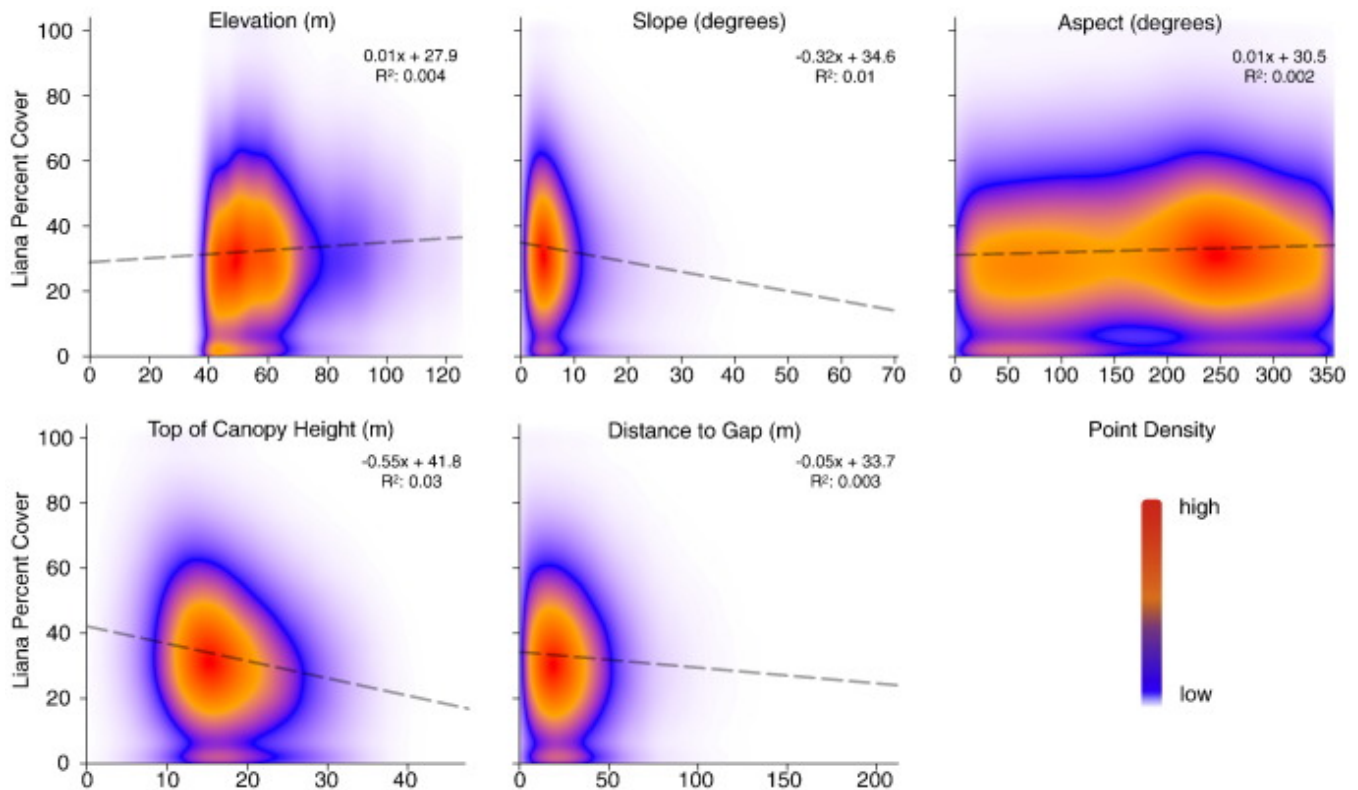 Elevation (m)
0.01x + 27.9
R²: 0.004
Liana Percent Cover
100
80
60
40
20
0
0 20 40 60 80 100 120
Slope (degrees)
-0.32x + 34.6
R²: 0.01
0 10 20 30 40 50 60 70
Aspect (degrees)
0.01x + 30.5
R²: 0.002
0 50 100 150 200 250 300 350
Top of Canopy Height (m)
-0.55x + 41.8
R²: 0.03
Liana Percent Cover
100
80
60
40
20
0
0 10 20 30 40
Distance to Gap (m)
-0.05x + 33.7
R²: 0.003
0 50 100 150 200
Point Density
high
low